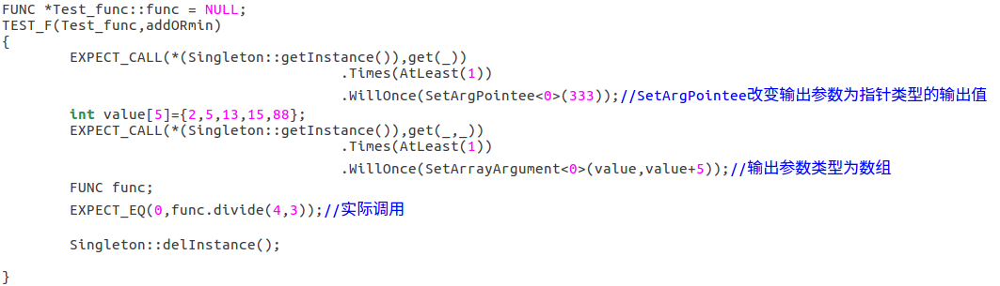 FUNC *Test_func::func = NULL;
TEST_F(Test_func,addORmin)
{
        EXPECT_CALL(*(Singleton::getInstance()),get(_))
                                        .Times(AtLeast(1))
                                        .WillOnce(SetArgPointee<0>(333));//SetArgPointee改变输出参数为指针类型的输出值
        int value[5]={2,5,13,15,88};
        EXPECT_CALL(*(Singleton::getInstance()),get(_,_))
                                        .Times(AtLeast(1))
                                        .WillOnce(SetArrayArgument<0>(value,value+5));//输出参数类型为数组
        FUNC func;
        EXPECT_EQ(0,func.divide(4,3));//实际调用
        Singleton::delInstance();
}